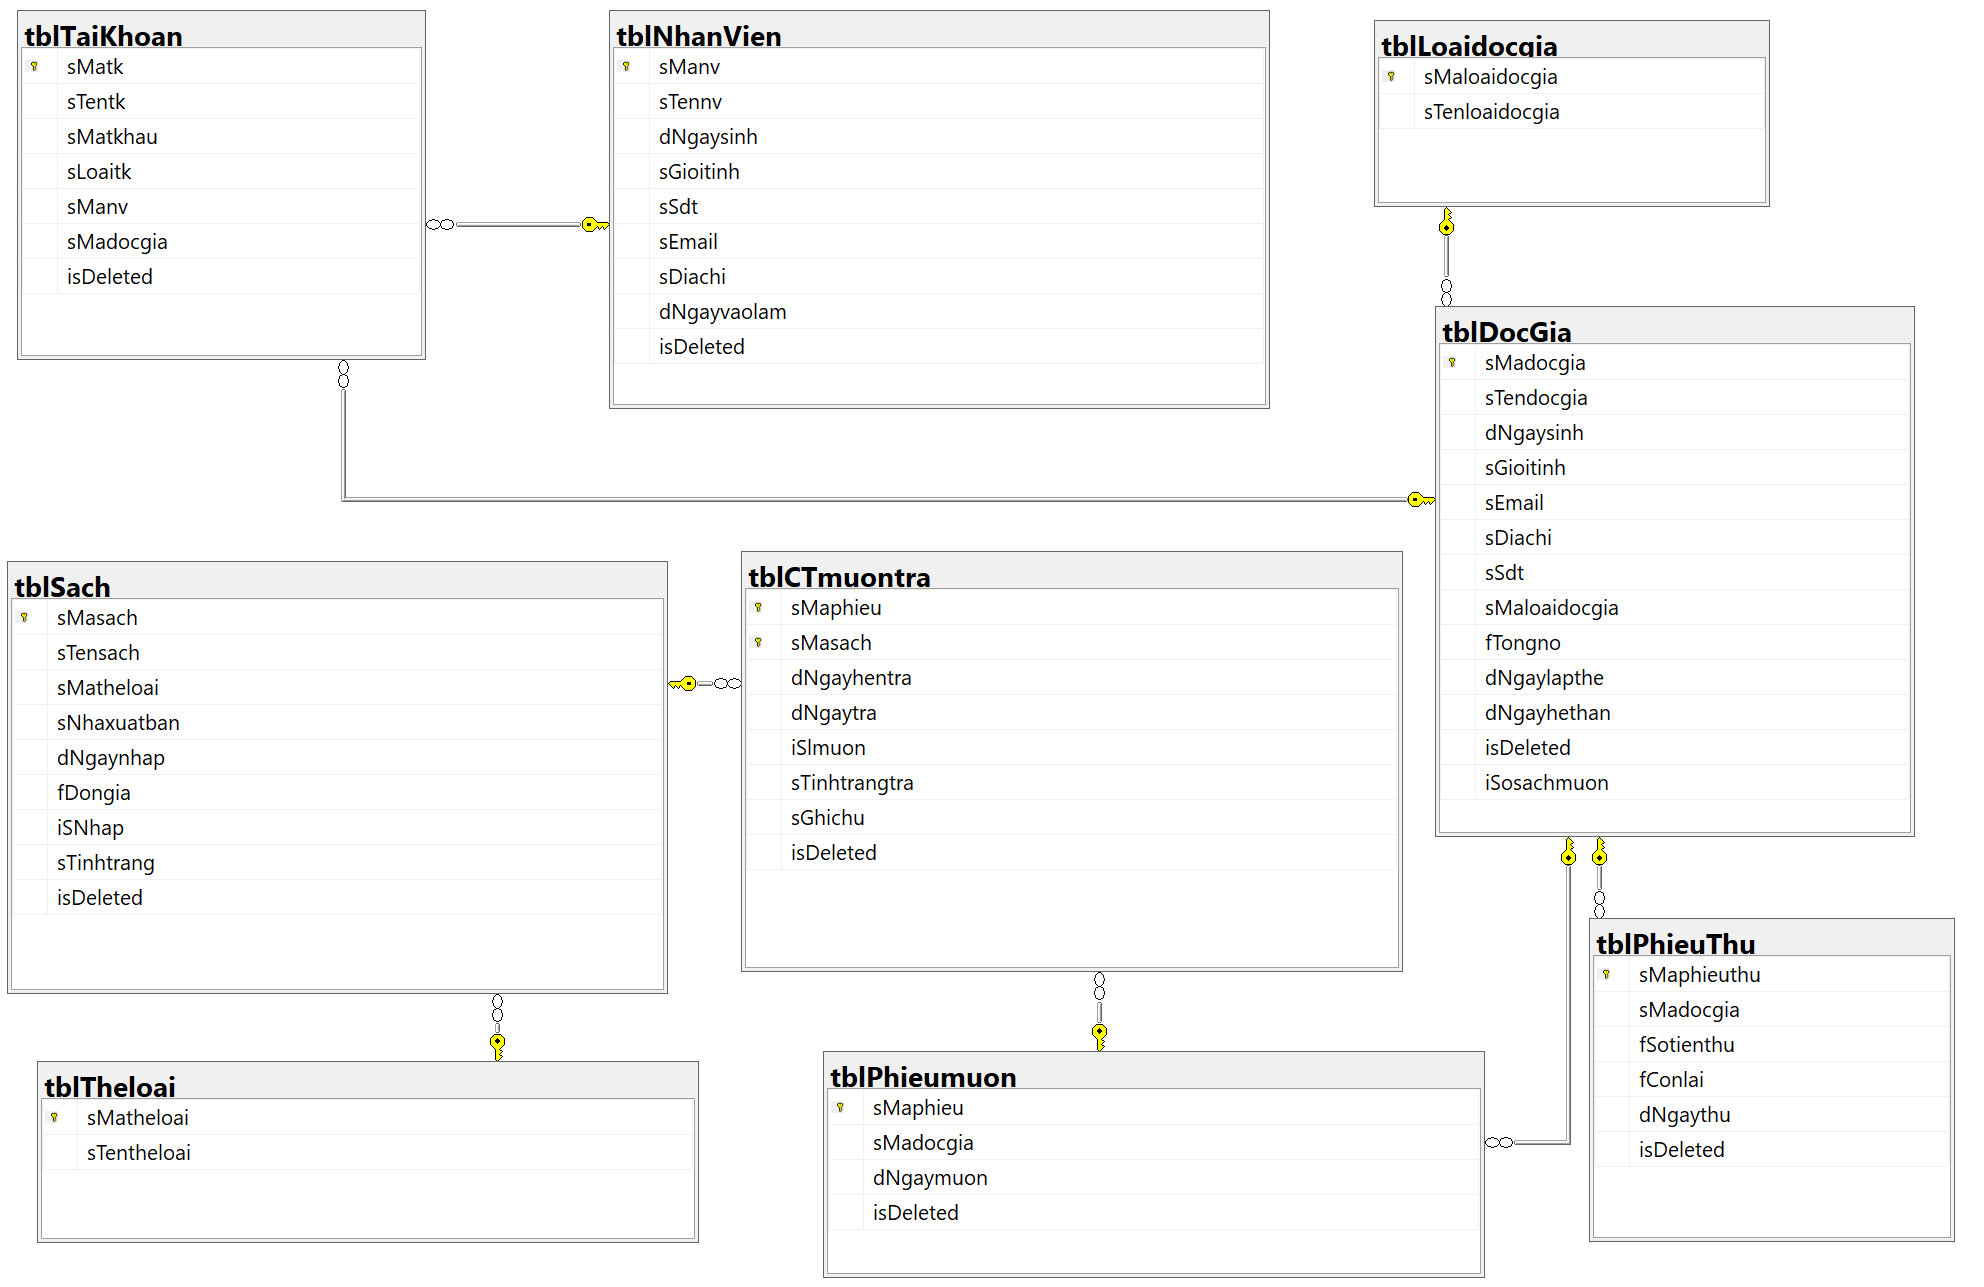 tblTaiKhoan
sMatk
sTentk
sMatkhau
sLoaitk
sManv
sMadocgia
isDeleted
tblNhanVien
sManv
sTennv
dNgaysinh
sGioitinh
sSdt
sEmail
sDiachi
dNgayvaolam
isDeleted
tblLoaidocgia
sMaloaidocgia
sTenloaidocgia
tblDocGia
sMadocgia
sTendocgia
dNgaysinh
sGioitinh
sEmail
sDiachi
sSdt
sMaloaidocgia
fTongno
dNgaylapthe
dNgayhethan
isDeleted
iSosachmuon
tblSach
sMasach
sTensach
sMatheloai
sNhaxuatban
dNgaynhap
fDongia
iSNhap
sTinhtrang
isDeleted
tblCTmuontra
sMaphieu
sMasach
dNgayhentra
dNgaytra
iSlmuon
sTinhtrangtra
sGhichu
isDeleted
tblTheloai
sMatheloai
sTentheloai
tblPhieumuon
sMaphieu
sMadocgia
dNgaymuon
isDeleted
tblPhieuThu
sMaphieuthu
sMadocgia
fSotienthu
fConlai
dNgaythu
isDeleted